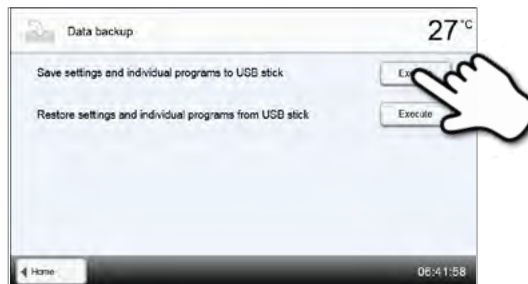 Data backup
27 °C
Save settings and individual programs to USB stick
Restore settings and individual programs from USB stick
Execute
Home
06:41:58